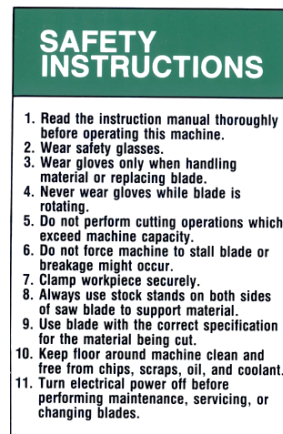 SAFETY
INSTRUCTIONS
1. Read the instruction manual thoroughly
before operating this machine.
2. Wear safety glasses.
3. Wear gloves only when handling
material or replacing blade.
4. Never wear gloves while blade is
rotating.
5. Do not perform cutting operations which
exceed machine capacity.
6. Do not force machine to stall blade or
breakage might occur.
7. Clamp workpiece securely.
8. Always use stock stands on both sides
of saw blade to support material.
9. Use blade with the correct specification
for the material being cut.
10. Keep floor around machine clean and
free from chips, scraps, oil, and coolant.
11. Turn electrical power off before
performing maintenance, servicing, or
changing blades.